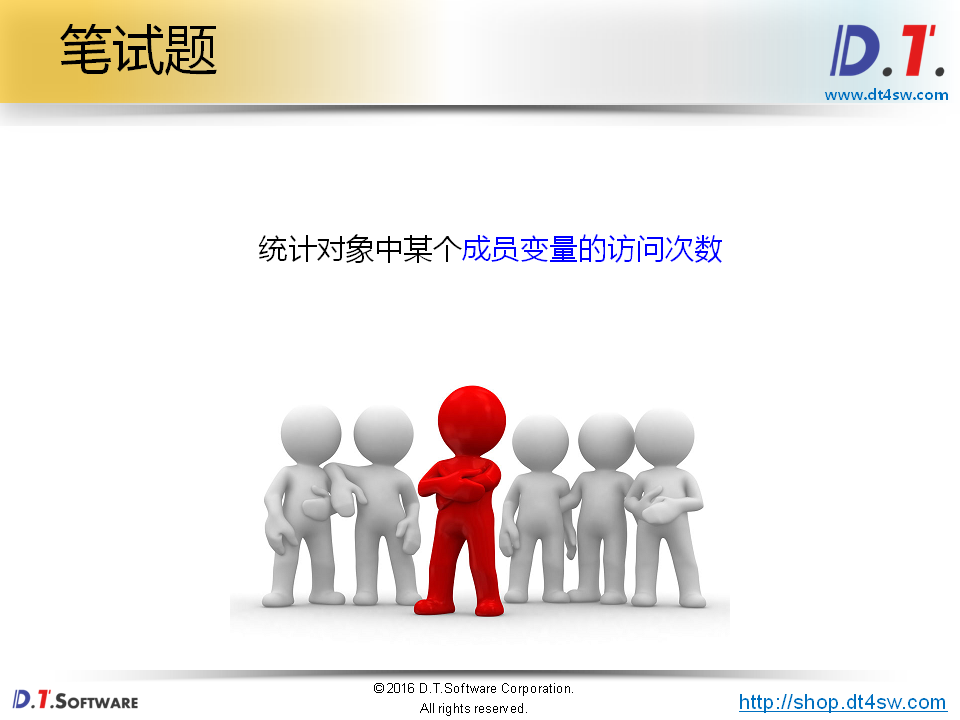 笔试题
D.T.
www.dt4sw.com
统计对象中某个成员变量的访问次数
D.T.SOFTWARE
©2016 D.T.Software Corporation.
All rights reserved.
http://shop.dt4sw.com